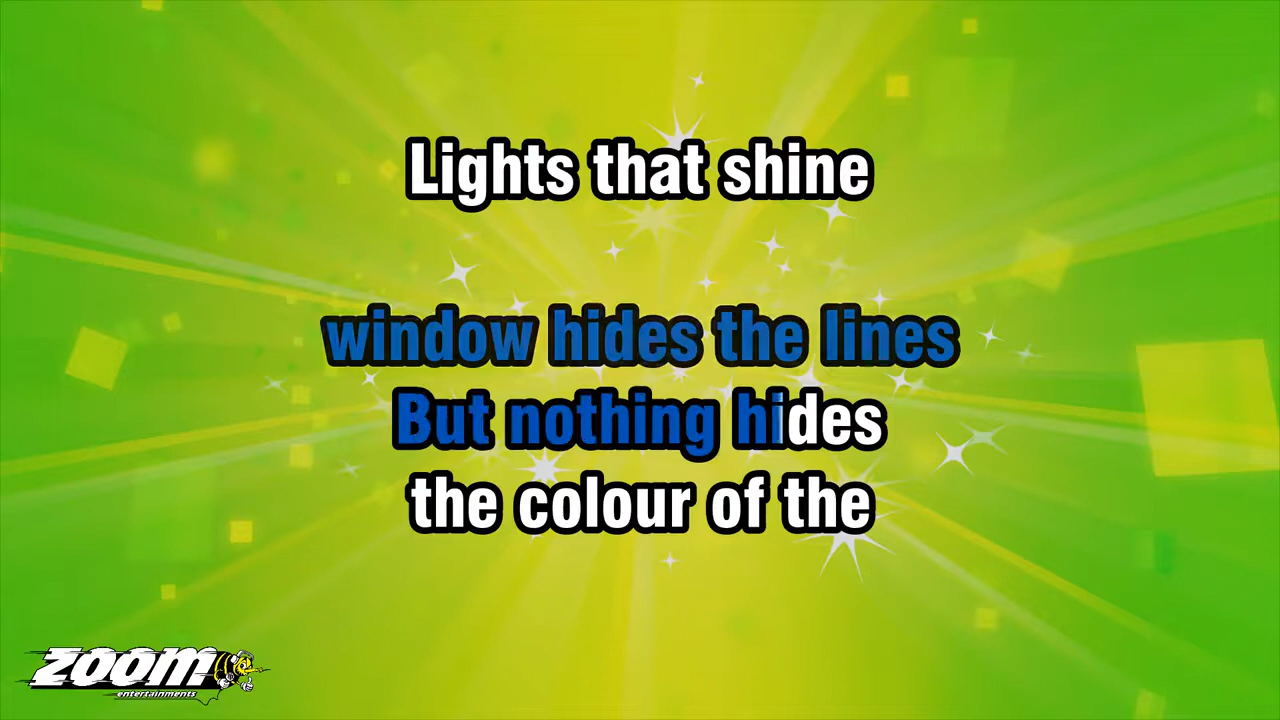 Lights that shine
window hides the lines
But nothing hides
the colour of the
zoom
entertainments